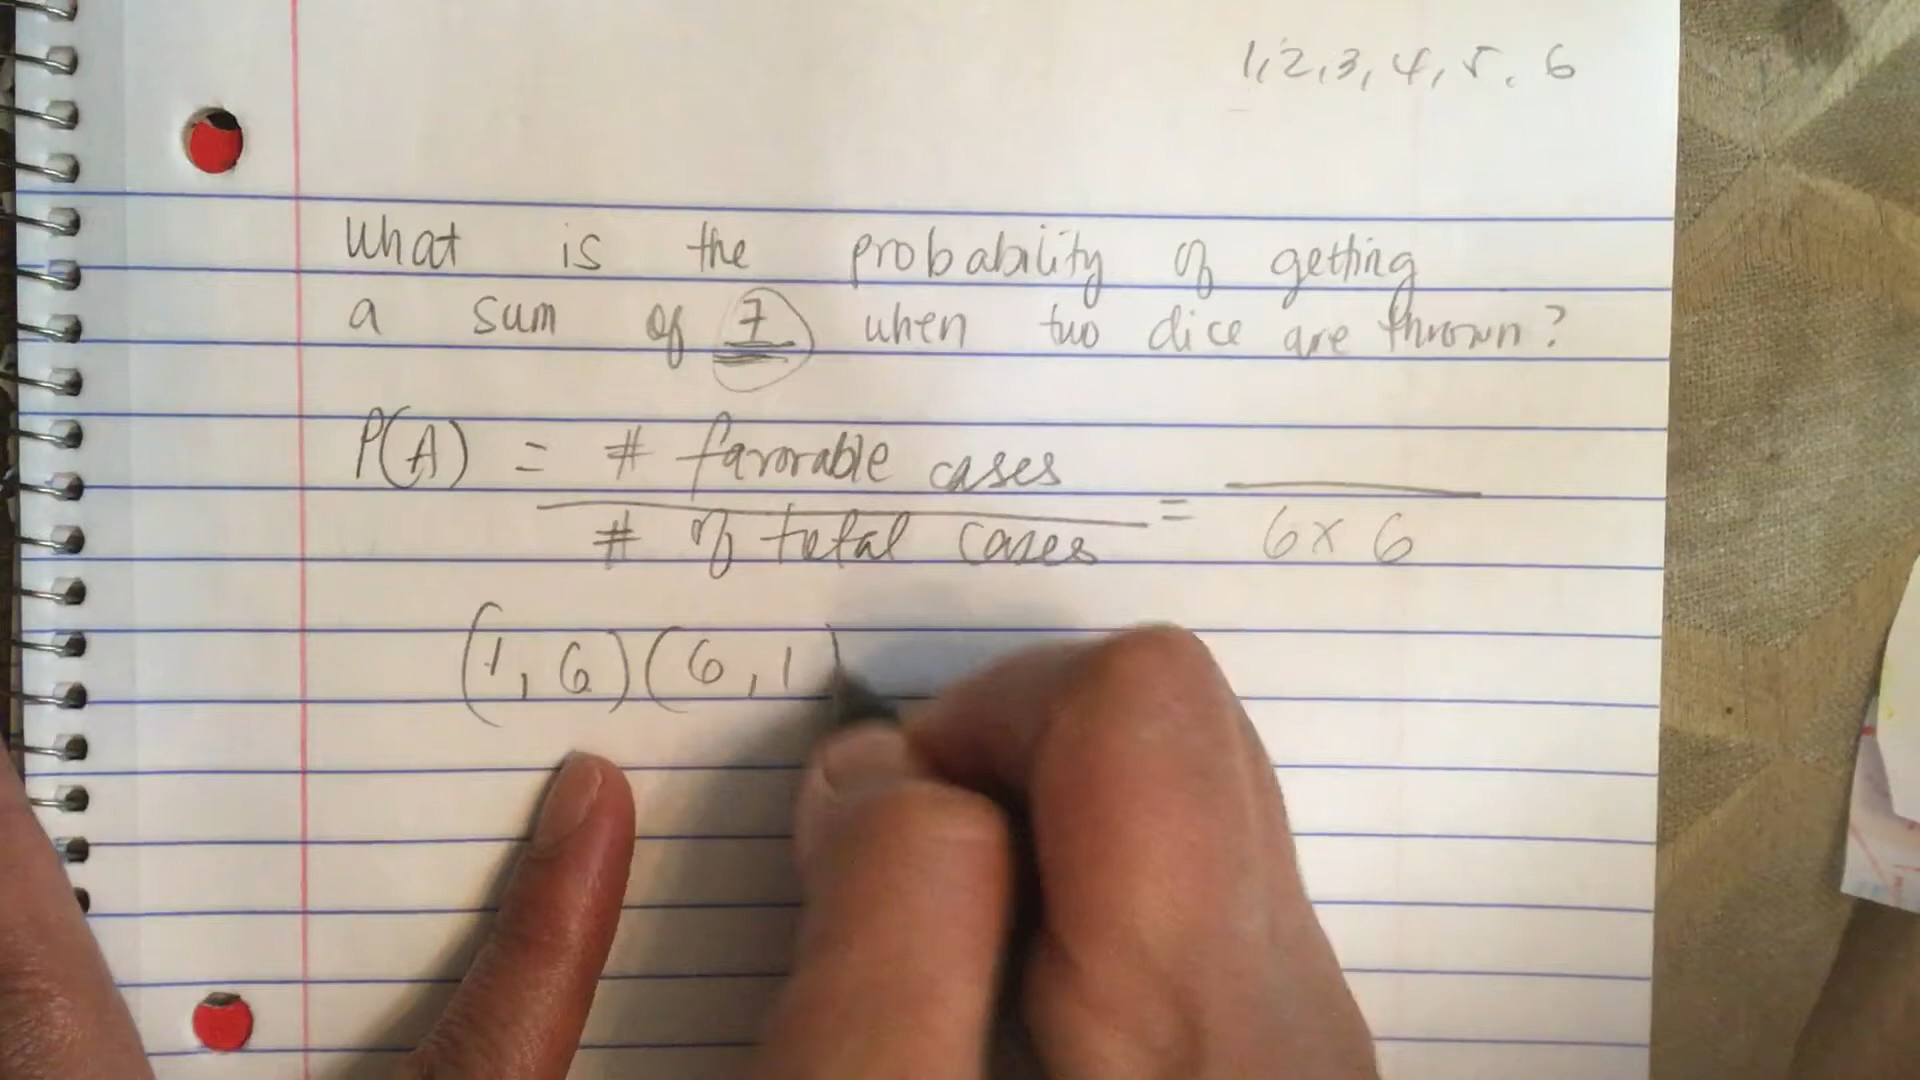 1, 2, 3, 4, 5, 6
What is the probability of getting
a sum of 7 when two dice are thrown?
P(A) = # favorable cases / # of total cases = / 6 x 6
(1, 6) (6, 1)